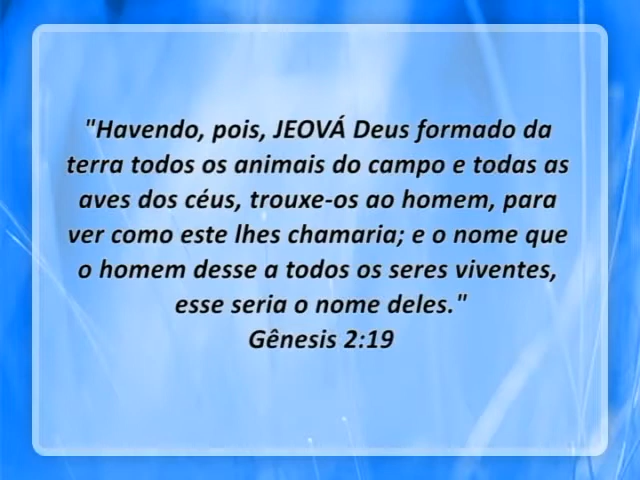 "Havendo, pois, JEOVÁ Deus formado da
terra todos os animais do campo e todas as
aves dos céus, trouxe-os ao homem, para
ver como este lhes chamaria; e o nome que
o homem desse a todos os seres viventes,
esse seria o nome deles."
Gênesis 2:19